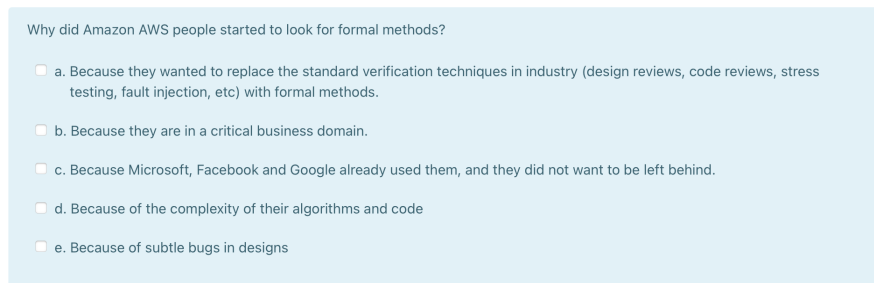 Why did Amazon AWS people started to look for formal methods?
a. Because they wanted to replace the standard verification techniques in industry (design reviews, code reviews, stress
testing, fault injection, etc) with formal methods.
b. Because they are in a critical business domain.
c. Because Microsoft, Facebook and Google already used them, and they did not want to be left behind.
d. Because of the complexity of their algorithms and code
e. Because of subtle bugs in designs